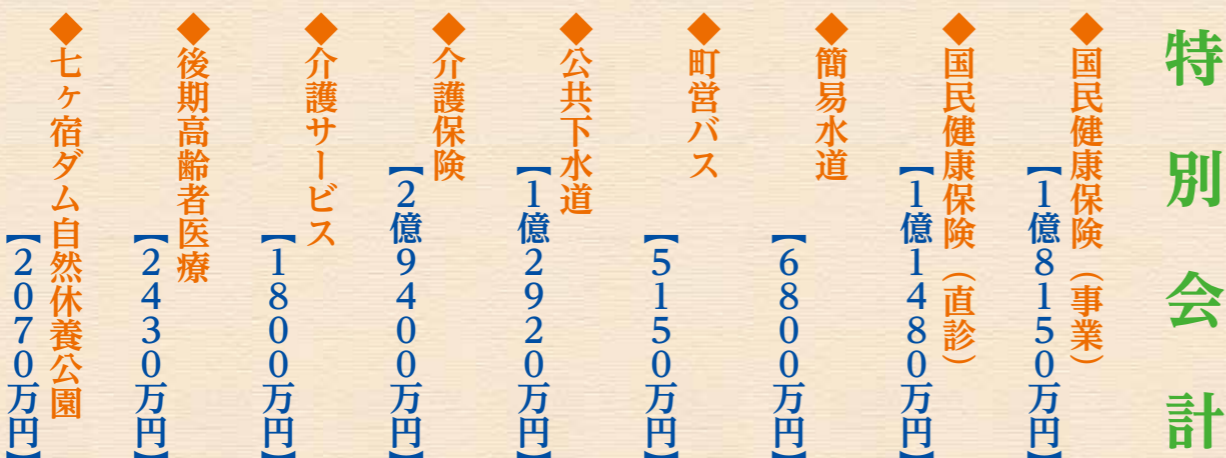 特別会計
◆国民健康保険（事業）
【1億8150万円】
◆国民健康保険（直診）
【1億1480万円】
◆簡易水道
【6800万円】
◆町営バス
【5150万円】
◆公共下水道
【1億2920万円】
◆介護保険
【2億9400万円】
◆介護サービス
【1800万円】
◆後期高齢者医療
【2430万円】
◆七ヶ宿ダム自然休養公園
【2070万円】